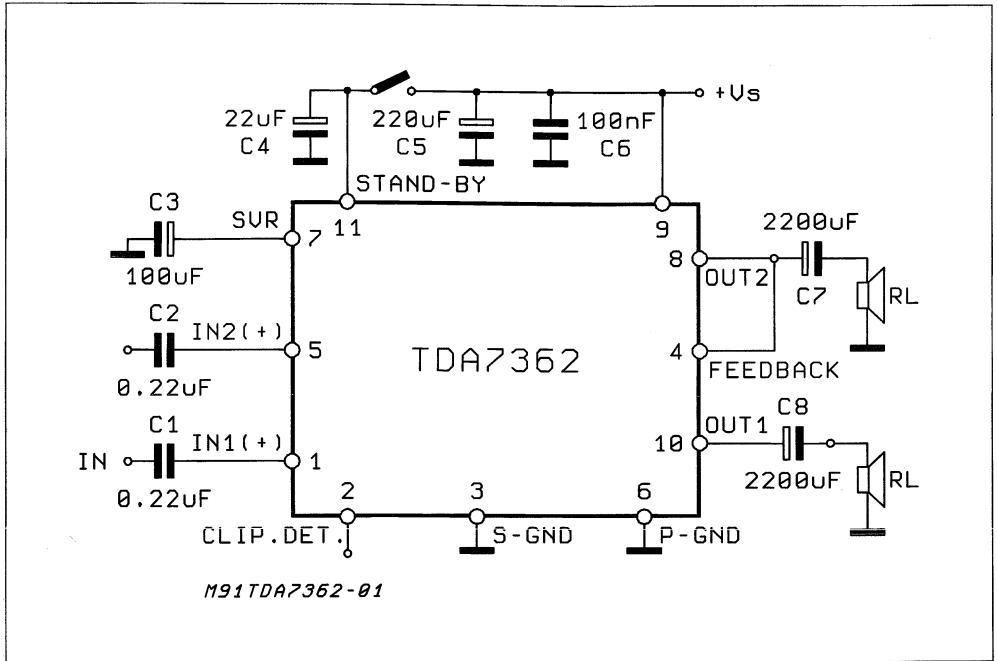 +Vs
22uF
C4
220uF
C5
100nF
C6
STAND-BY
C3
SVR
7
11
9
100uF
2200uF
8
OUT2
C7
RL
C2
IN2(+)
5
0.22uF
TDA7362
4
FEEDBACK
C1
IN1(+)
IN
1
0.22uF
OUT1
C8
10
2200uF
RL
2
3
6
CLIP.DET.
S-GND
P-GND
M91TDA7362-01